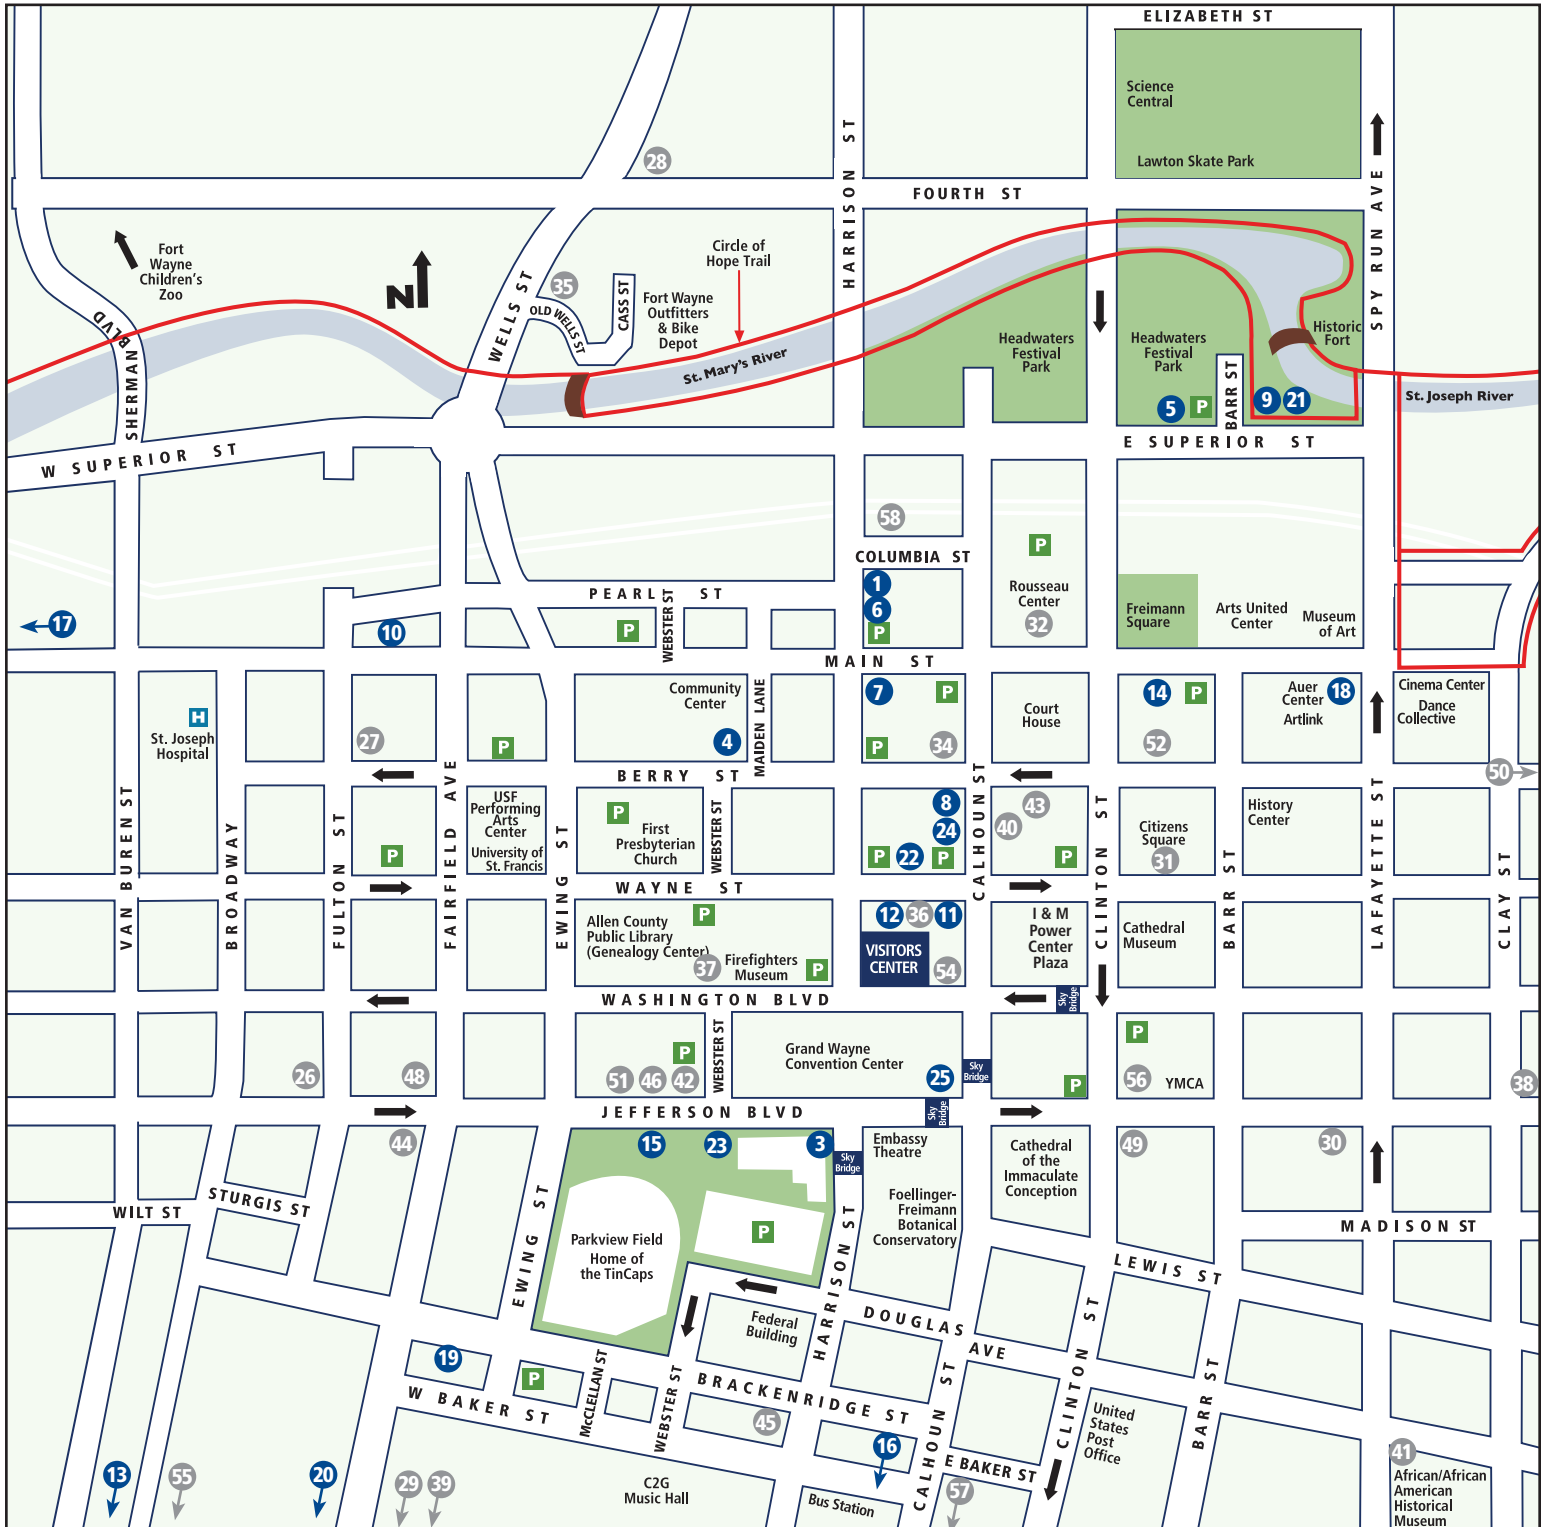 ELIZABETH ST
Science
Central
Lawton Skate Park
28
HARRISON ST
FOURTH ST
SPY RUN AVE
Fort
Wayne
Children's
Zoo
N
WELLS ST
35
OLD WELLS ST
CASS ST
Circle of
Hope Trail
Fort Wayne
Outfitters
& Bike
Depot
St. Mary's River
Headwaters
Festival
Park
Headwaters
Festival
Park
Historic
Fort
5
P
BARR ST
9
21
St. Joseph River
SHERMAN BLVD
W SUPERIOR ST
E SUPERIOR ST
58
COLUMBIA ST
P
1
6
P
Rousseau
Center
32
Freimann
Square
Arts United
Center
Museum
of Art
17
10
PEARL ST
P
WEBSTER ST
MAIN ST
H
St. Joseph
Hospital
27
P
Community
Center
4
MAIDEN LANE
7
P
P
34
Court
House
14
P
52
Auer
Center
18
Artlink
Cinema Center
Dance
Collective
50
BERRY ST
VAN BUREN ST
BROADWAY
FULTON ST
P
FAIRFIELD AVE
USF
Performing
Arts
Center
University of
St. Francis
EWING ST
P
First
Presbyterian
Church
WEBSTER ST
8
24
P
22
P
CALHOUN ST
43
40
P
CLINTON ST
Citizens
Square
31
BARR ST
History
Center
LAFAYETTE ST
CLAY ST
WAYNE ST
Allen County
Public Library
(Genealogy Center)
P
37
Firefighters
Museum
P
12
36
11
VISITORS
CENTER
54
I & M
Power
Center
Plaza
Cathedral
Museum
WASHINGTON BLVD
Sky
Bridge
26
48
51
46
42
P
WEBSTER ST
Grand Wayne
Convention Center
25
Sky
Bridge
P
P
56
YMCA
38
JEFFERSON BLVD
Sky
Bridge
44
15
23
3
Sky
Bridge
Embassy
Theatre
Foellinger-
Freimann
Botanical
Conservatory
Cathedral
of the
Immaculate
Conception
49
30
WILT ST
STURGIS ST
EWING ST
Parkview Field
Home of
the TinCaps
P
HARRISON ST
MADISON ST
LEWIS ST
Federal
Building
DOUGLAS AVE
CLINTON ST
19
P
W BAKER ST
McCLELLAN ST
WEBSTER ST
BRACKENRIDGE ST
45
16
CALHOUN ST
E BAKER ST
57
United
States
Post
Office
BARR ST
13
55
20
29
39
C2G
Music Hall
Bus Station
41
African/African
American
Historical
Museum